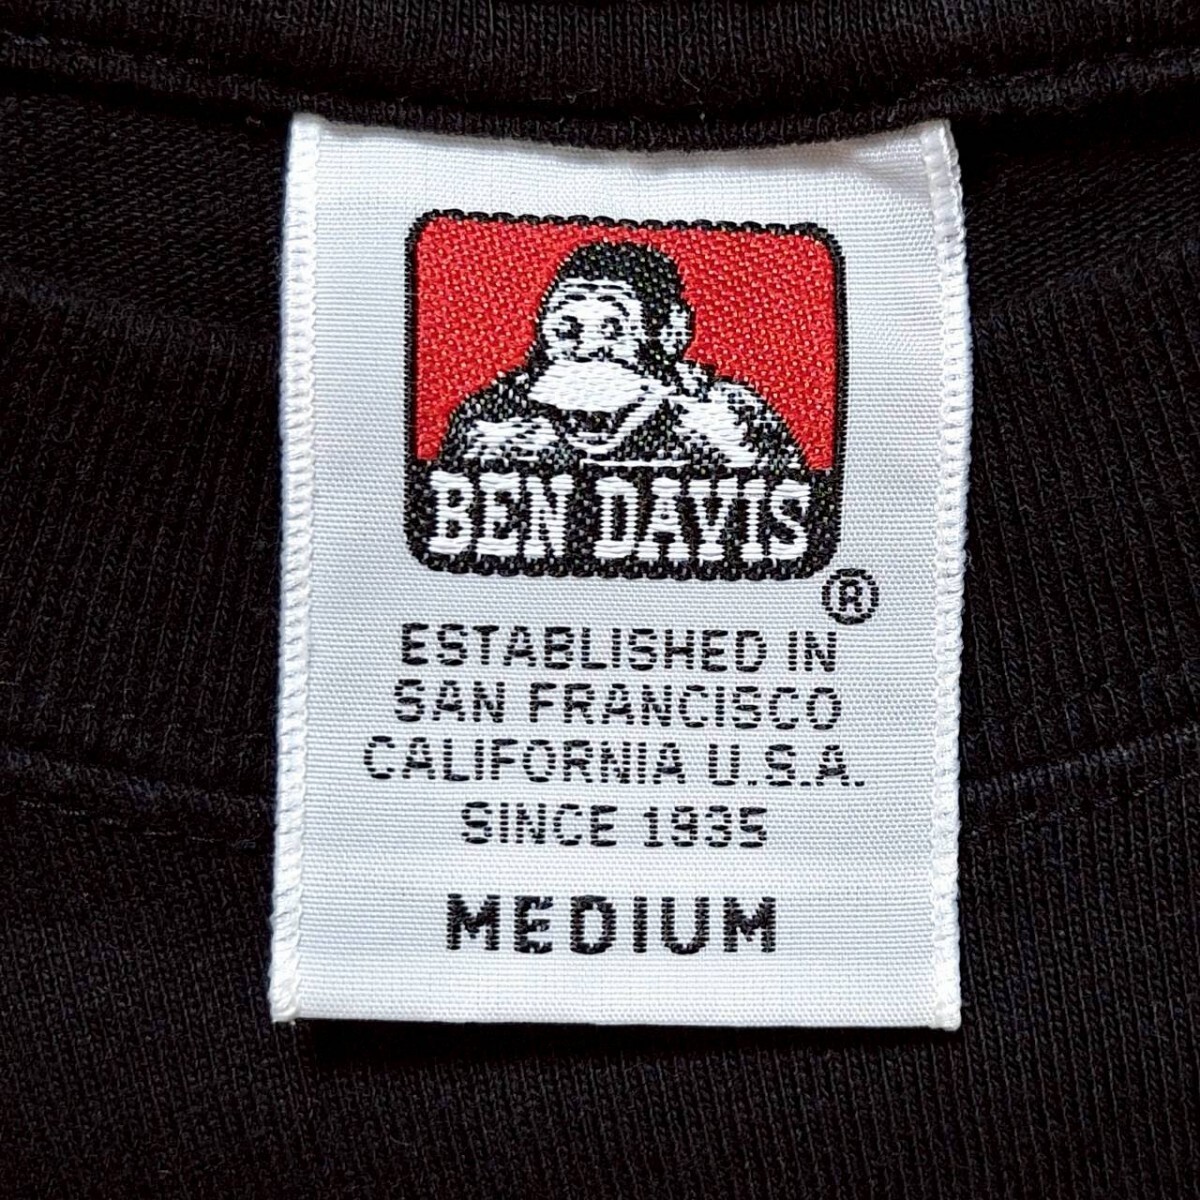 BEN DAVIS
®
ESTABLISHED IN
SAN FRANCISCO
CALIFORNIA U.S.A.
SINCE 1935
MEDIUM